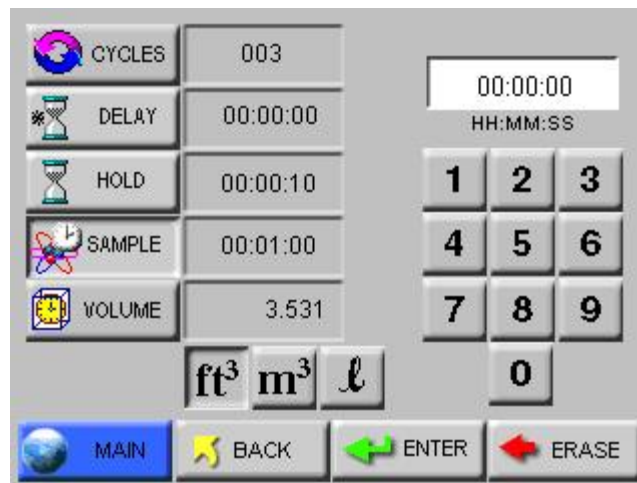 CYCLES 003
00:00:00
DELAY 00:00:00
HH:MM:SS
HOLD 00:00:10
1 2 3
SAMPLE 00:01:00
4 5 6
VOLUME 3.531
7 8 9
ft³ m³ ℓ
0
MAIN BACK ENTER ERASE